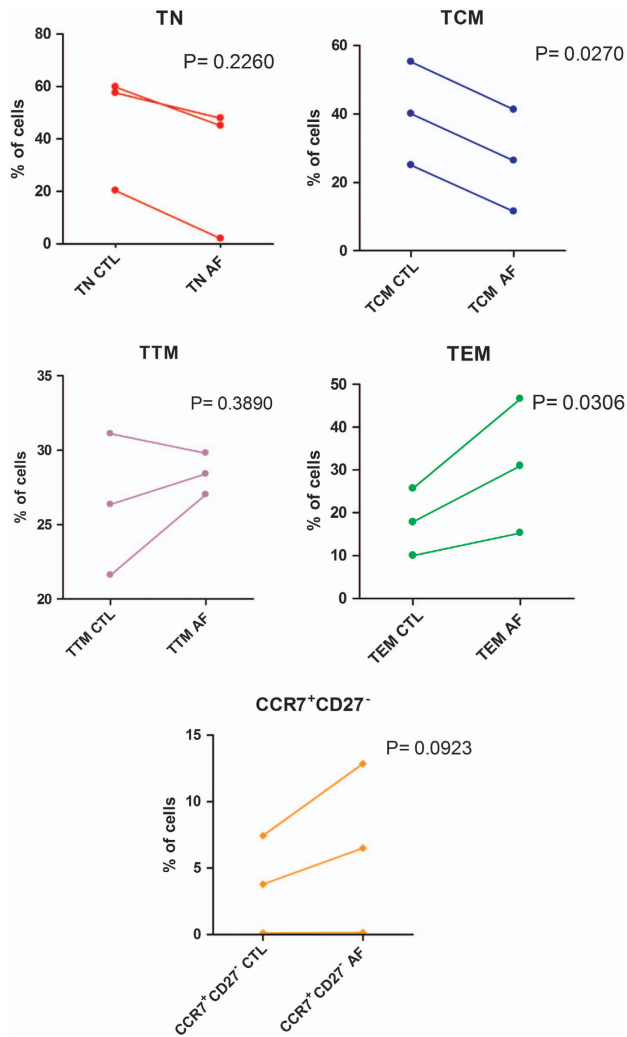 TN
TCM
80
60
40
20
0
% of cells
P= 0.2260
TN CTL
TN AF
60
40
20
0
% of cells
P= 0.0270
TCM CTL
TCM AF
TTM
TEM
35
30
25
20
% of cells
P= 0.3890
TTM CTL
TTM AF
50
40
30
20
10
0
% of cells
P= 0.0306
TEM CTL
TEM AF
CCR7⁺CD27⁻
15
10
5
0
% of cells
P= 0.0923
CCR7⁺CD27⁻ CTL
CCR7⁺CD27⁻ AF